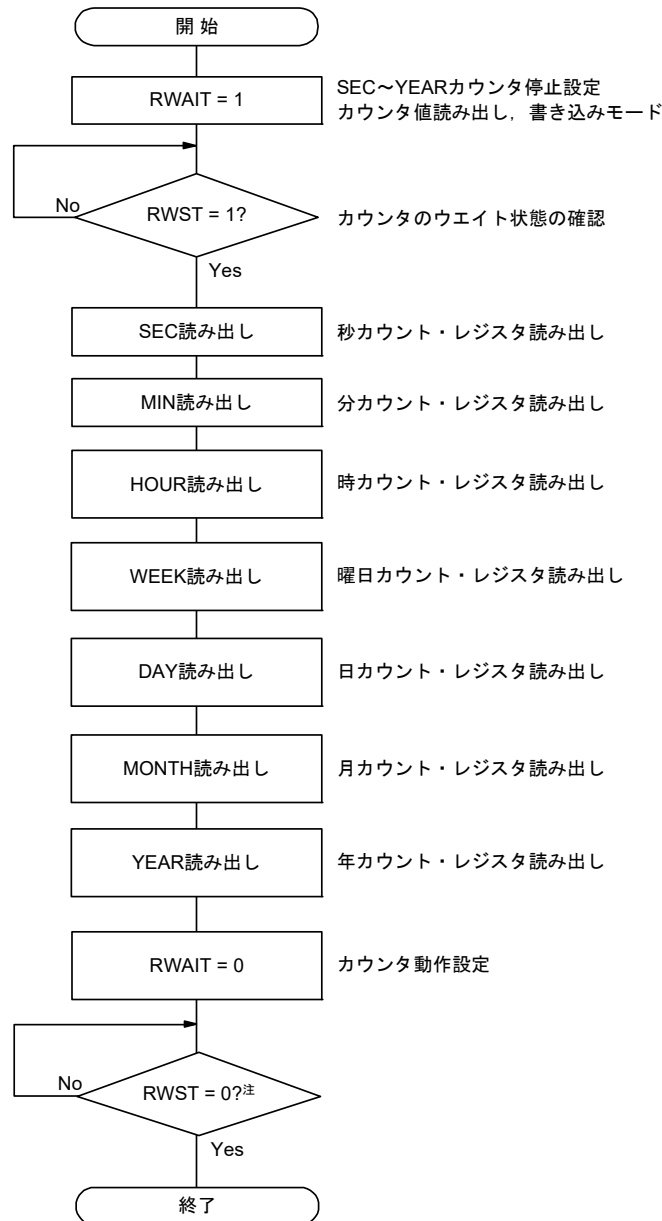 開 始
RWAIT = 1
SEC～YEARカウンタ停止設定
カウンタ値読み出し，書き込みモード
No
RWST = 1?
カウンタのウエイト状態の確認
Yes
SEC読み出し
秒カウント・レジスタ読み出し
MIN読み出し
分カウント・レジスタ読み出し
HOUR読み出し
時カウント・レジスタ読み出し
WEEK読み出し
曜日カウント・レジスタ読み出し
DAY読み出し
日カウント・レジスタ読み出し
MONTH読み出し
月カウント・レジスタ読み出し
YEAR読み出し
年カウント・レジスタ読み出し
RWAIT = 0
カウンタ動作設定
No
RWST = 0?注
Yes
終了